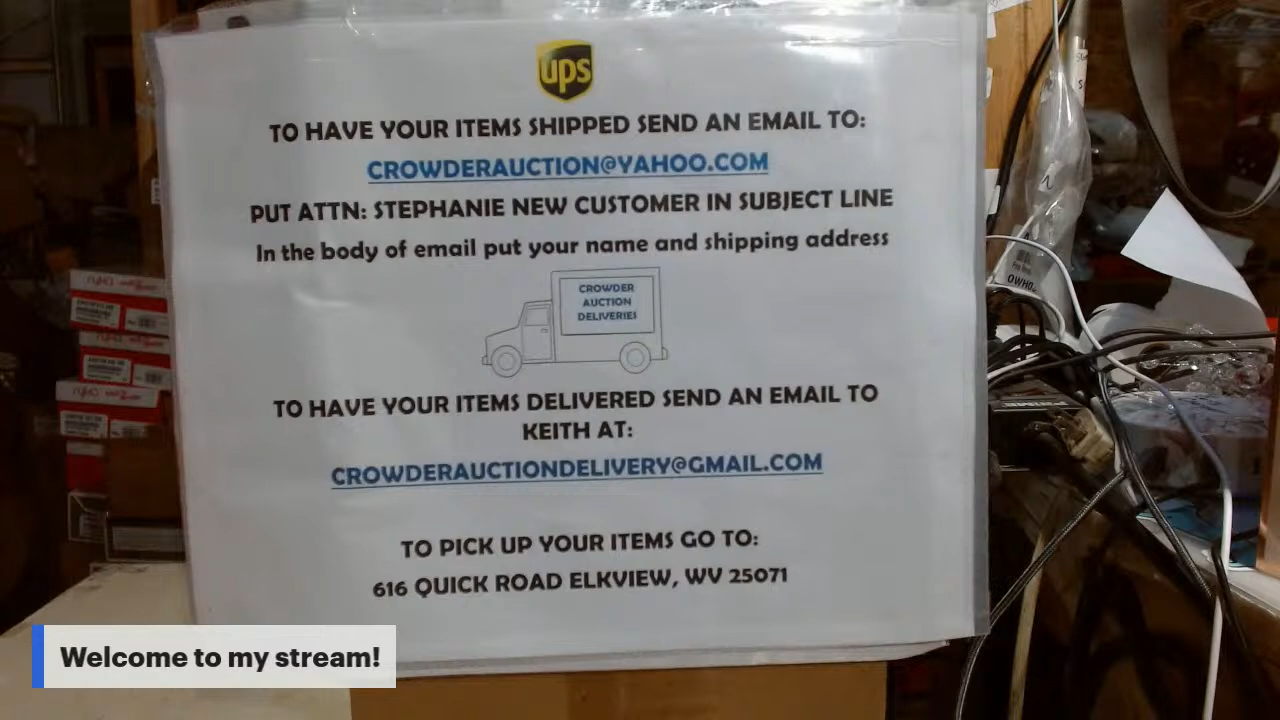 ups
TO HAVE YOUR ITEMS SHIPPED SEND AN EMAIL TO:
CROWDERAUCTION@YAHOO.COM
PUT ATTN: STEPHANIE NEW CUSTOMER IN SUBJECT LINE
In the body of email put your name and shipping address
CROWDER
AUCTION
DELIVERIES
TO HAVE YOUR ITEMS DELIVERED SEND AN EMAIL TO
KEITH AT:
CROWDERAUCTIONDELIVERY@GMAIL.COM
TO PICK UP YOUR ITEMS GO TO:
616 QUICK ROAD ELKVIEW, WV 25071
Welcome to my stream!